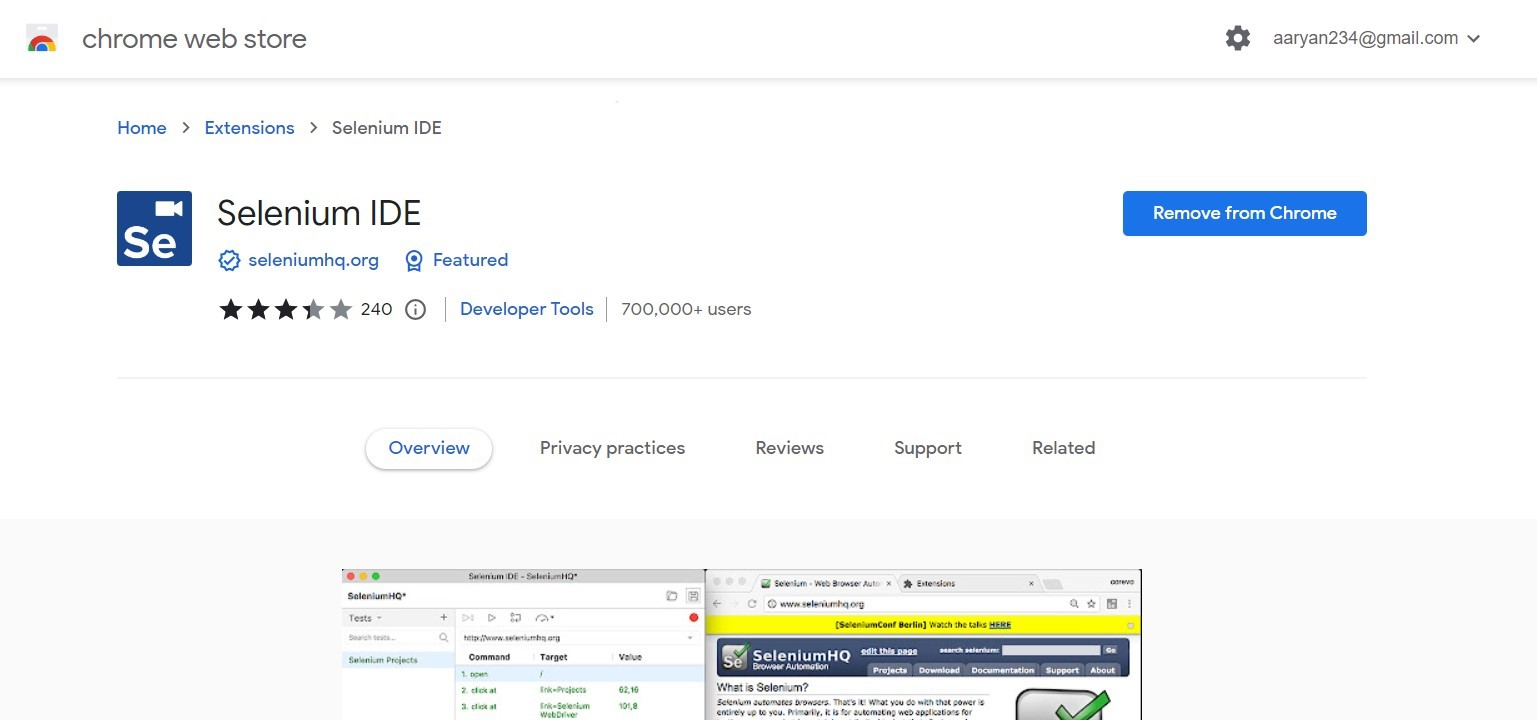 chrome web store
aaryan234@gmail.com
Home > Extensions > Selenium IDE
Se
Selenium IDE
Remove from Chrome
seleniumhq.org Featured
240 Developer Tools 700,000+ users
Overview Privacy practices Reviews Support Related
Selenium IDE - SeleniumHQ*
SeleniumHQ*
Tests
Search tests...
http://www.seleniumhq.org
Selenium Projects
Command Target Value
1. open /
2. click at link=Projects 62,16
3. click at link=Selenium WebDriver 101,8
Selenium - Web Browser Autor Extensions
www.seleniumhq.org
[SeleniumConf Berlin] Watch the talks HERE
Se SeleniumHQ
Browser Automation
edit this page search selenium: Go
Projects Download Documentation Support About
What is Selenium?
Selenium automates browsers. That's it! What you do with that power is
entirely up to you. Primarily, it is for automating web applications for